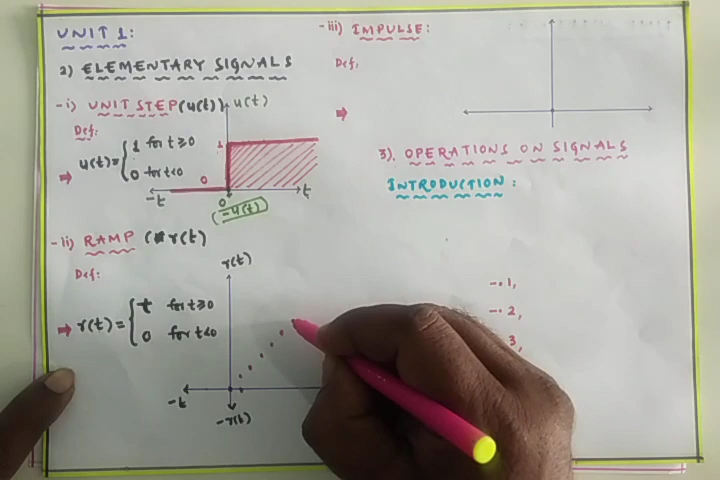 UNIT 1:
2) ELEMENTARY SIGNALS
-i) UNIT STEP (u(t)).
u(t)
Def:
⇒ u(t) = { 1 for t ≥ 0
0 for t < 0
1
0
-t
t
0
-u(t)
-ii) RAMP (r(t)
Def:
r(t)
⇒ r(t) = { t for t ≥ 0
0 for t < 0
-t
-r(t)
-iii) IMPULSE:
Def,
⇒
3). OPERATIONS ON SIGNALS
INTRODUCTION:
-. 1,
-. 2,
3,